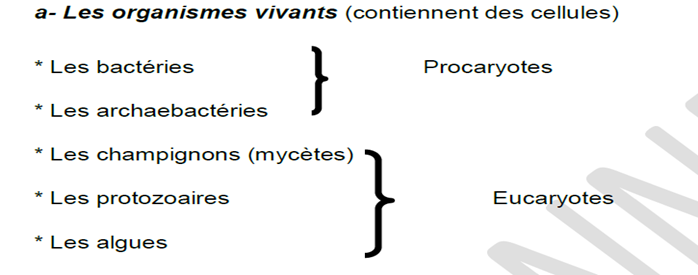 a- Les organismes vivants (contiennent des cellules)
* Les bactéries Procaryotes
* Les archaebactéries
* Les champignons (mycètes)
* Les protozoaires Eucaryotes
* Les algues